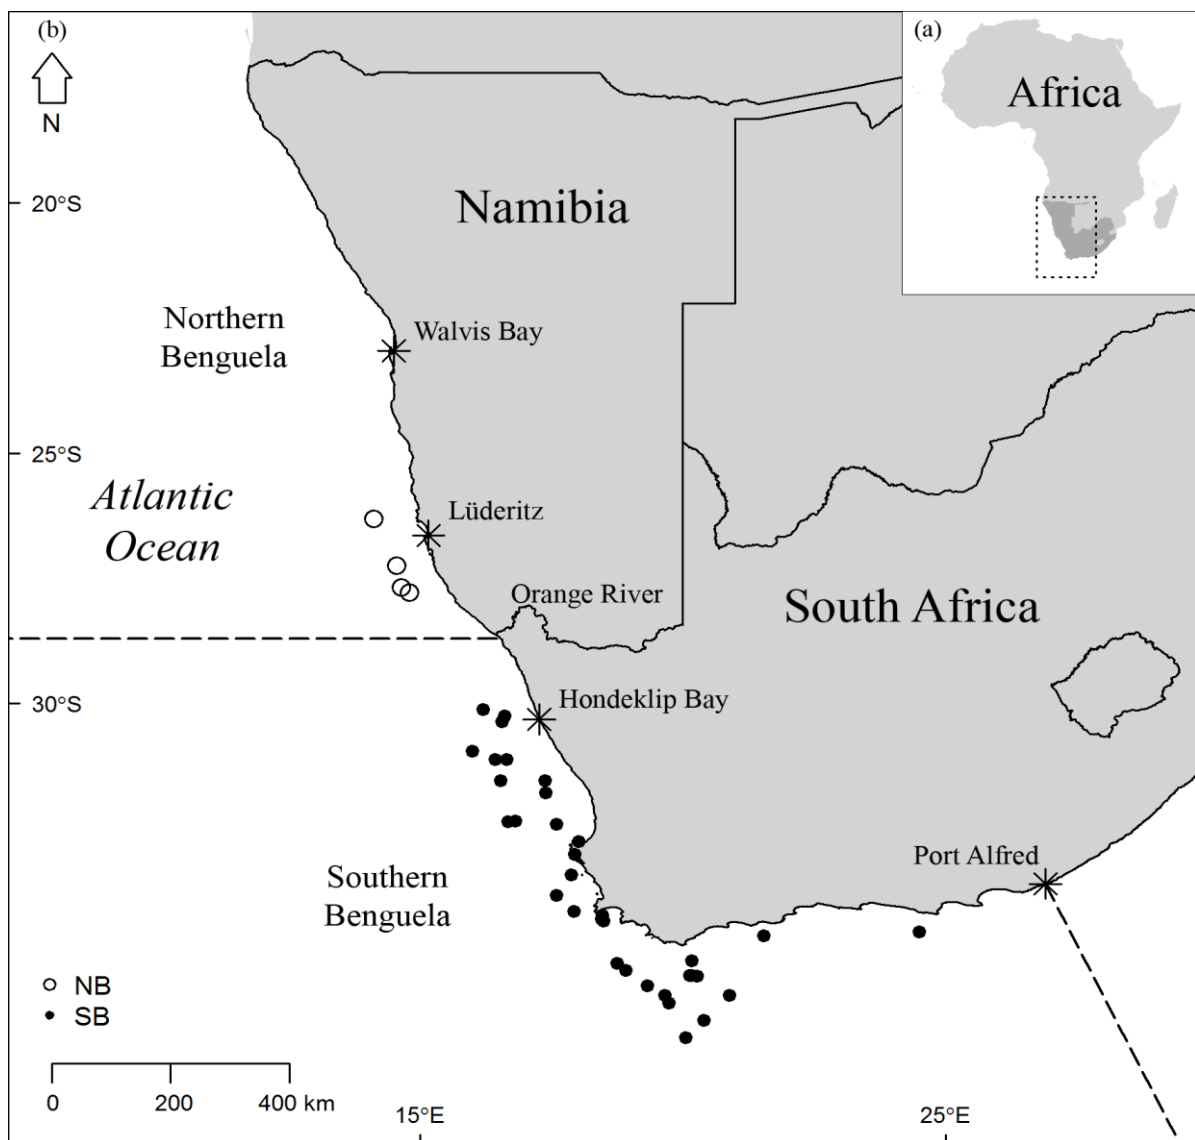 (b)
(a)
N
Africa
20°S
Namibia
Northern
Benguela
Walvis Bay
25°S
Atlantic
Ocean
Lüderitz
Orange River
South Africa
30°S
Hondeklip Bay
Port Alfred
Southern
Benguela
NB
SB
0 200 400 km
15°E
25°E